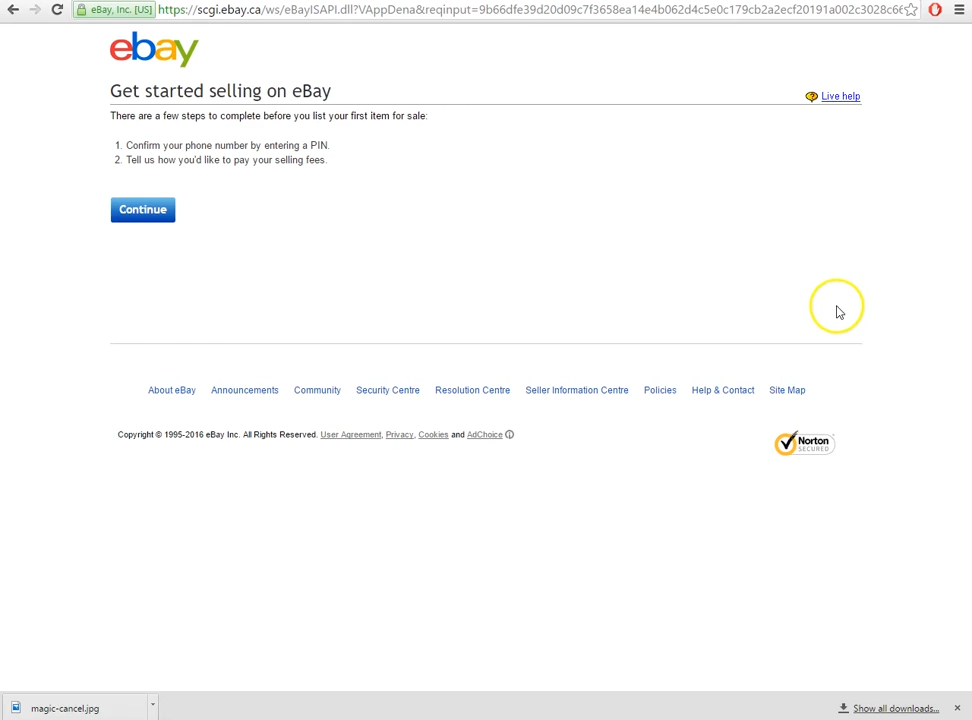 eBay, Inc. [US] https://scgi.ebay.ca/ws/eBayISAPI.dll?VAppDena&reqinput=9b66dfe39d20d09c7f3658ea14e4b062d4c5e0c179cb2a2ecf20191a002c3028c66
ebay
Get started selling on eBay
Live help
There are a few steps to complete before you list your first item for sale:
1. Confirm your phone number by entering a PIN.
2. Tell us how you'd like to pay your selling fees.
Continue
About eBay Announcements Community Security Centre Resolution Centre Seller Information Centre Policies Help & Contact Site Map
Copyright © 1995-2016 eBay Inc. All Rights Reserved. User Agreement, Privacy, Cookies and AdChoice
Norton
SECURED
magic-cancel.jpg
Show all downloads...